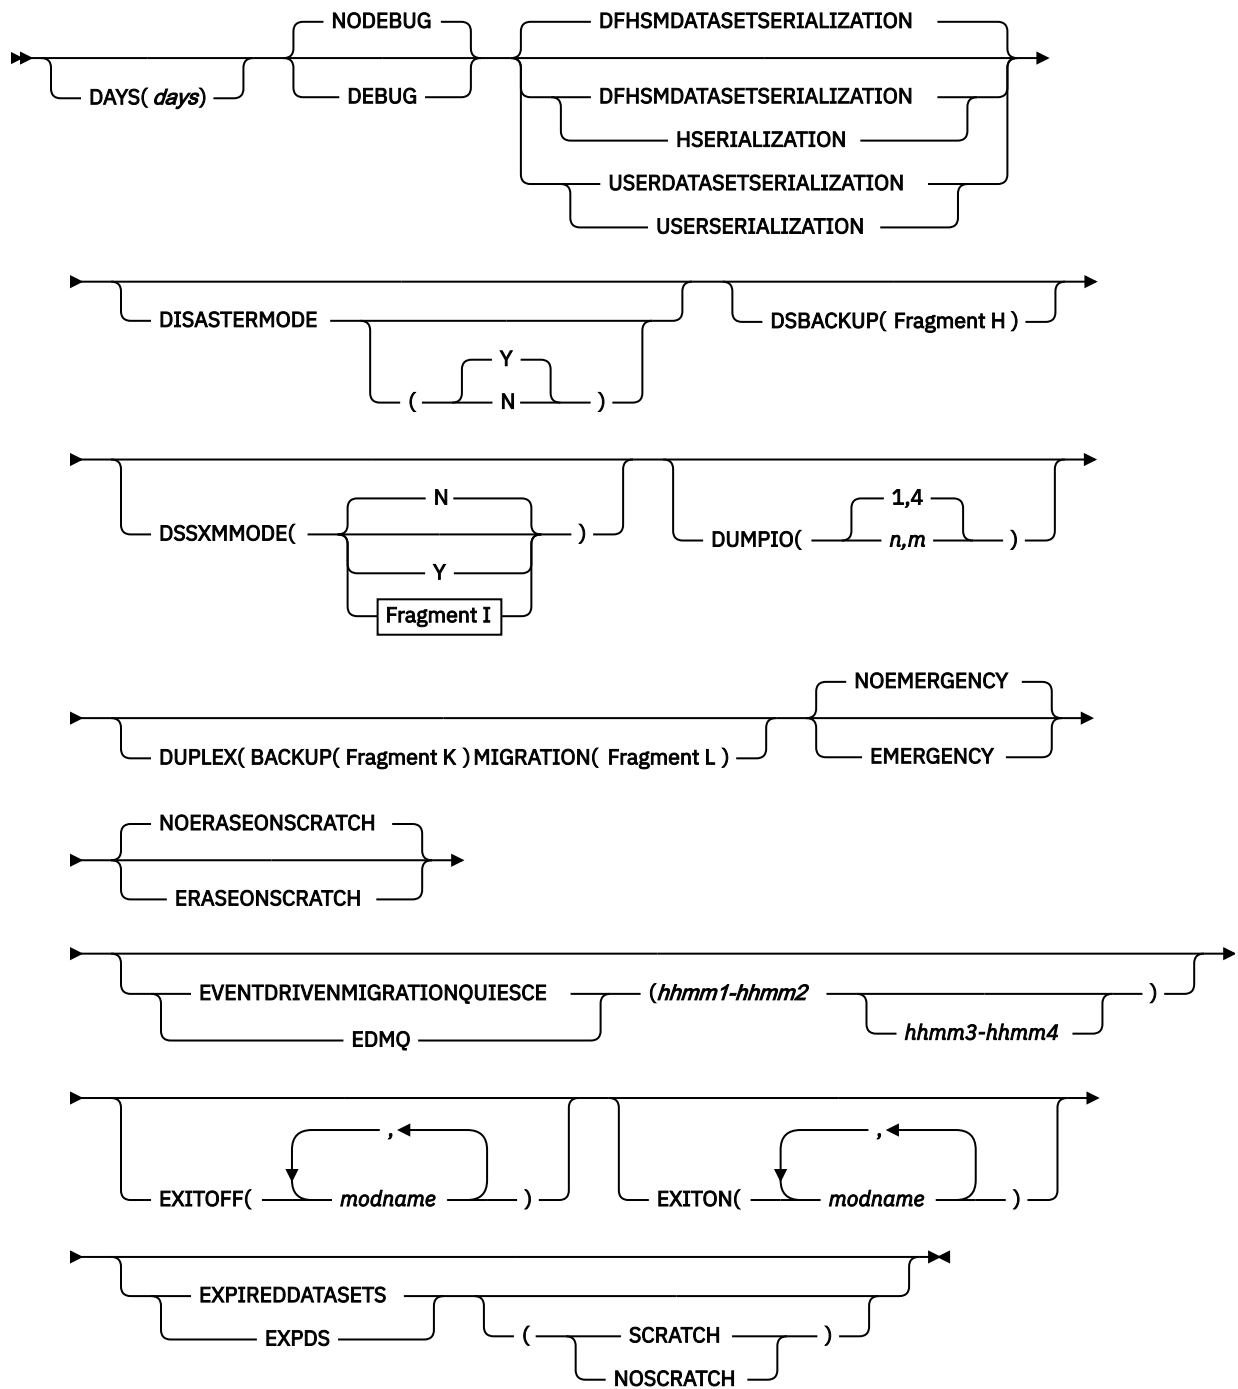 NODEBUG DFHSMDATASETSERIALIZATION
DAYS( days) DEBUG DFHSMDATASETSERIALIZATION
HSERIALIZATION
USERDATASETSERIALIZATION
USERSERIALIZATION
DISASTERMODE DSBACKUP( Fragment H )
Y
( N )
N 1,4
DSSXMMODE( ) DUMPIO( n,m )
Y
Fragment I
NOEMERGENCY
DUPLEX( BACKUP( Fragment K ) MIGRATION( Fragment L ) EMERGENCY
NOERASEONSCRATCH
ERASEONSCRATCH
EVENTDRIVENMIGRATIONQUIESCE (hhmm1-hhmm2 )
EDMQ hhmm3-hhmm4
, ,
EXITOFF( modname ) EXITON( modname )
EXPIREDDATASETS
EXPDS ( SCRATCH )
NOSCRATCH